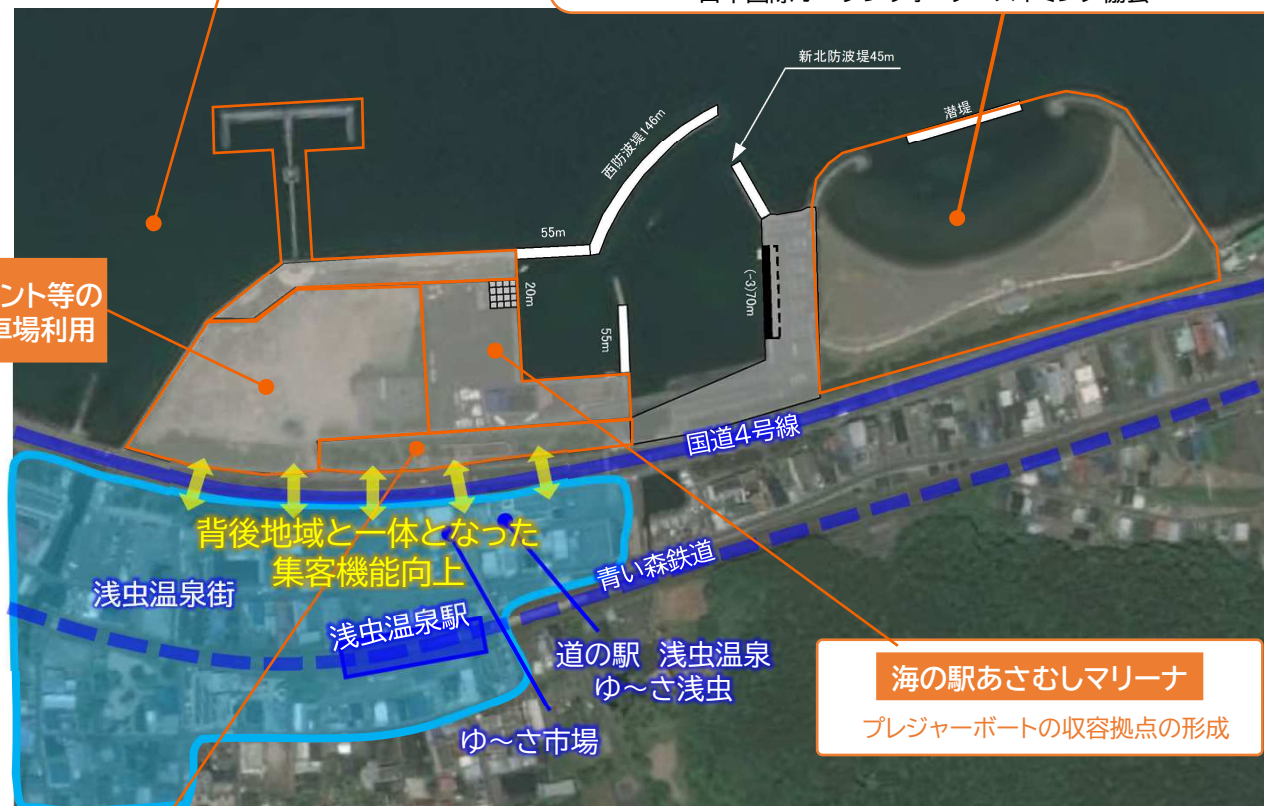 新北防波堤45m
潜堤
西防波堤146m
55m
20m
55m
(-3)70m
ント等の
車場利用
国道4号線
背後地域と一体となった
集客機能向上
青い森鉄道
浅虫温泉街
浅虫温泉駅
道の駅 浅虫温泉
ゆ～さ浅虫
ゆ～さ市場
海の駅あさむしマリーナ
プレジャーボートの収容拠点の形成